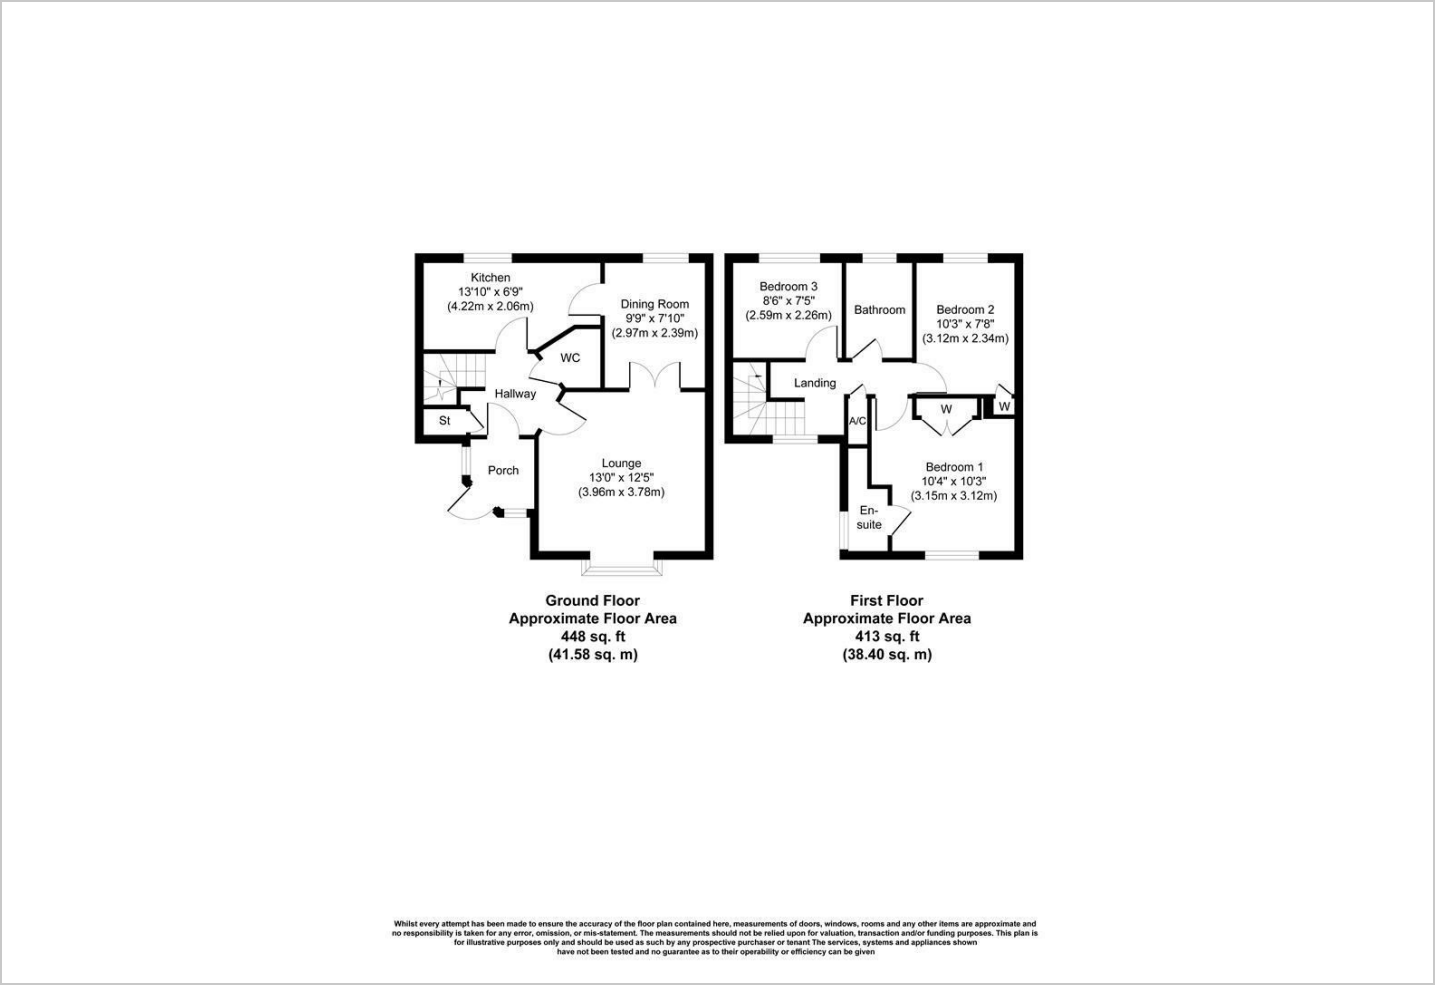 Kitchen
13'10" x 6'9"
(4.22m x 2.06m)
Dining Room
9'9" x 7'10"
(2.97m x 2.39m)
WC
Hallway
St
Porch
Lounge
13'0" x 12'5"
(3.96m x 3.78m)
Ground Floor
Approximate Floor Area
448 sq. ft
(41.58 sq. m)
Bedroom 3
8'6" x 7'5"
(2.59m x 2.26m)
Bathroom
Bedroom 2
10'3" x 7'8"
(3.12m x 2.34m)
Landing
A/C
W
W
Bedroom 1
10'4" x 10'3"
(3.15m x 3.12m)
En-
suite
First Floor
Approximate Floor Area
413 sq. ft
(38.40 sq. m)
Whilst every attempt has been made to ensure the accuracy of the floor plan contained here, measurements of doors, windows, rooms and any other items are approximate and
no responsibility is taken for any error, omission, or mis-statement. The measurements should not be relied upon for valuation, transaction and/or funding purposes. This plan is
for illustrative purposes only and should be used as such by any prospective purchaser or tenant The services, systems and appliances shown
have not been tested and no guarantee as to their operability or efficiency can be given